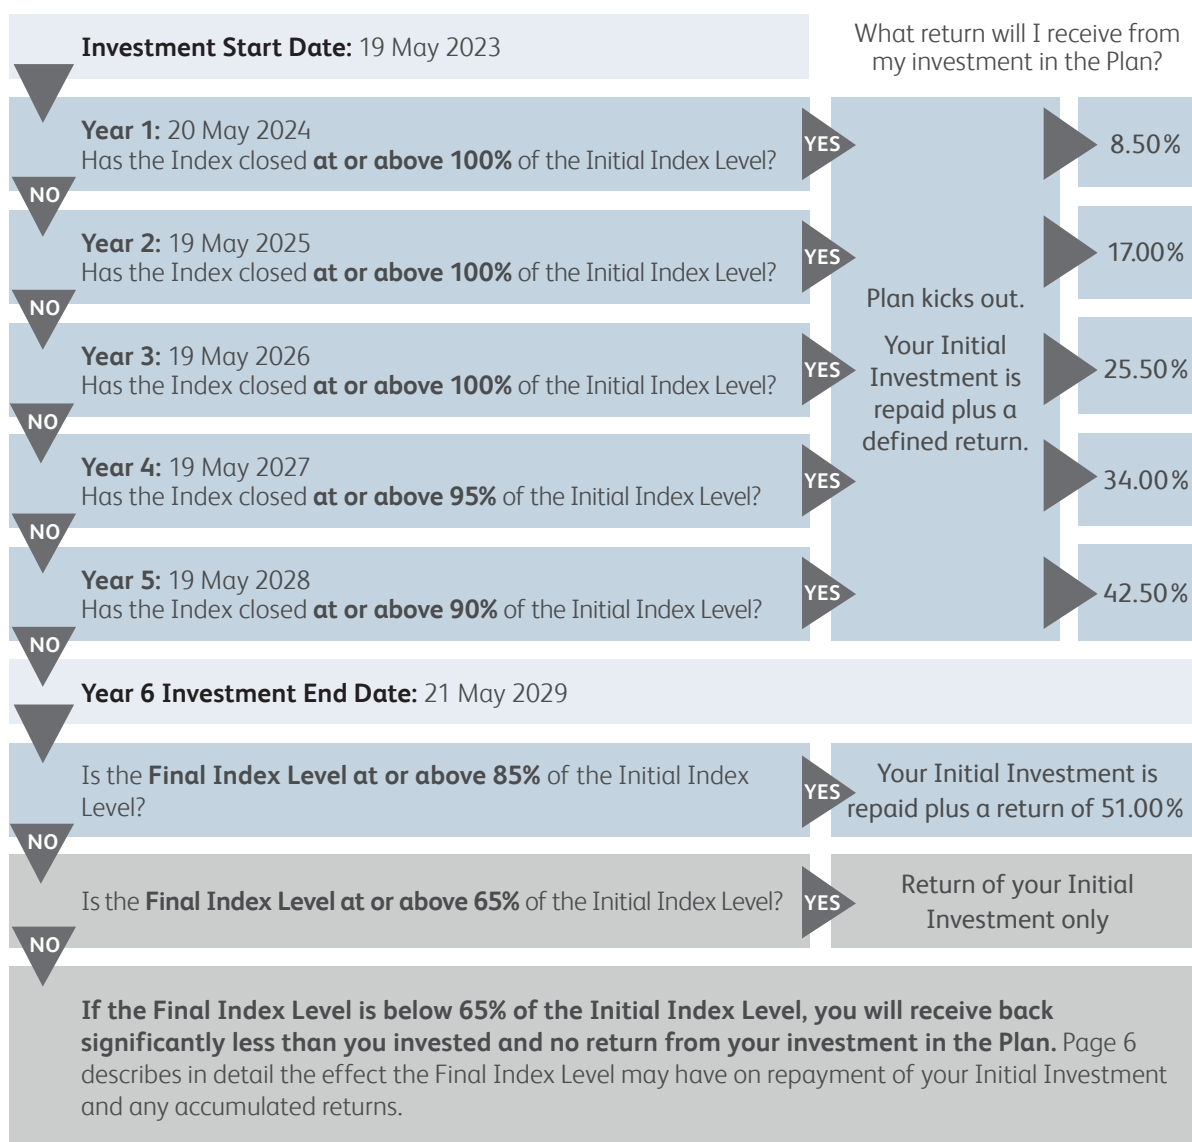 Investment Start Date: 19 May 2023
What return will I receive from
my investment in the Plan?
Year 1: 20 May 2024
Has the Index closed at or above 100% of the Initial Index Level?
YES
8.50%
NO
Year 2: 19 May 2025
Has the Index closed at or above 100% of the Initial Index Level?
YES
17.00%
NO
Plan kicks out.
Your Initial
Investment is
repaid plus a
defined return.
Year 3: 19 May 2026
Has the Index closed at or above 100% of the Initial Index Level?
YES
25.50%
NO
Year 4: 19 May 2027
Has the Index closed at or above 95% of the Initial Index Level?
YES
34.00%
NO
Year 5: 19 May 2028
Has the Index closed at or above 90% of the Initial Index Level?
YES
42.50%
NO
Year 6 Investment End Date: 21 May 2029
Is the Final Index Level at or above 85% of the Initial Index
Level?
YES
Your Initial Investment is
repaid plus a return of 51.00%
NO
Is the Final Index Level at or above 65% of the Initial Index Level?
YES
Return of your Initial
Investment only
NO
If the Final Index Level is below 65% of the Initial Index Level, you will receive back
significantly less than you invested and no return from your investment in the Plan. Page 6
describes in detail the effect the Final Index Level may have on repayment of your Initial Investment
and any accumulated returns.